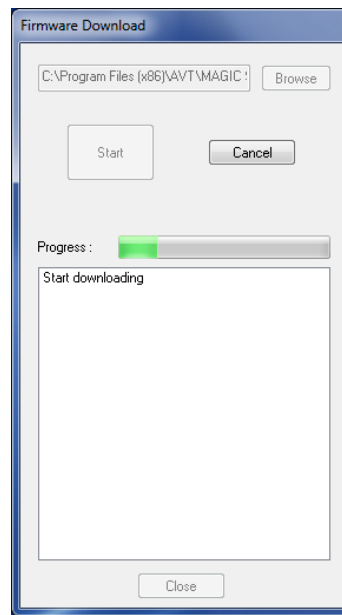 Firmware Download
C:\Program Files (x86)\AVT\MAGIC
Browse
Start
Cancel
Progress :
Start downloading
Close